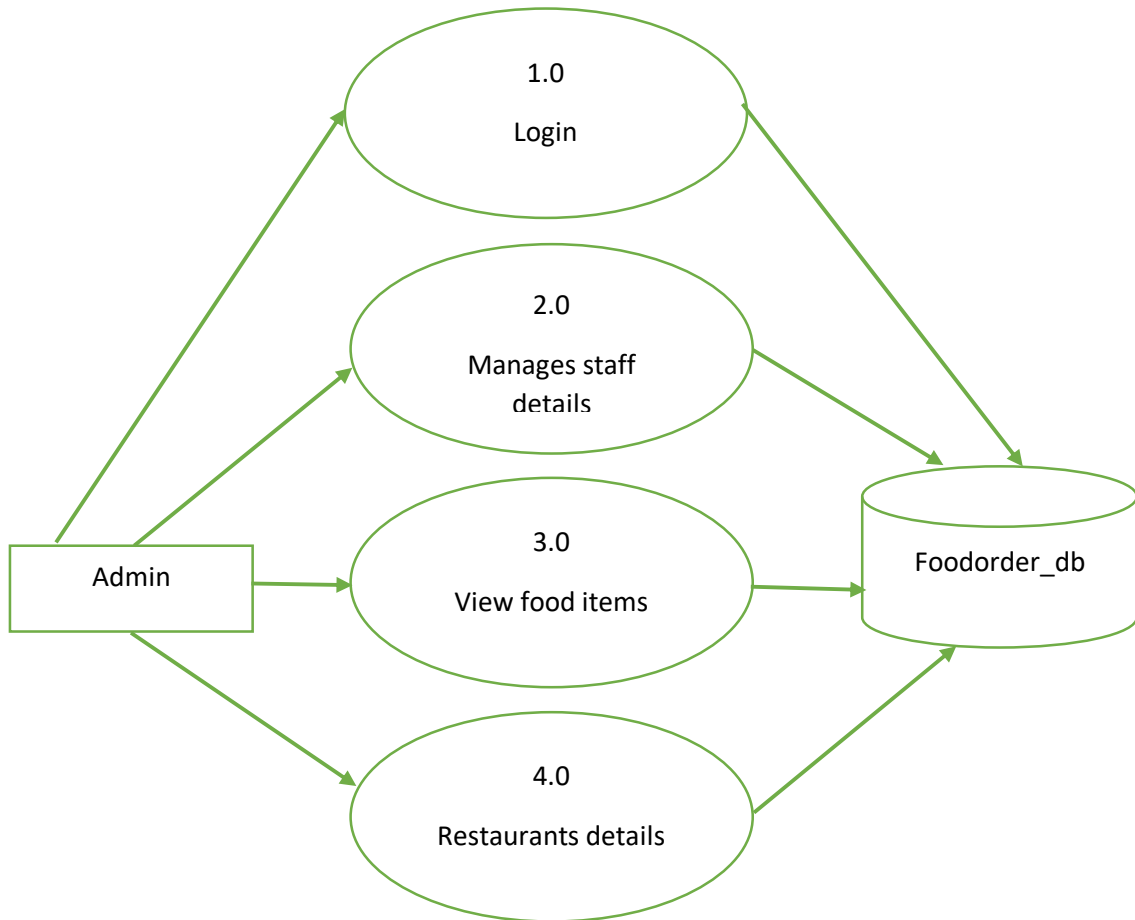 1.0
Login
2.0
Manages staff
details
3.0
View food items
4.0
Restaurants details
Admin
Foodorder_db